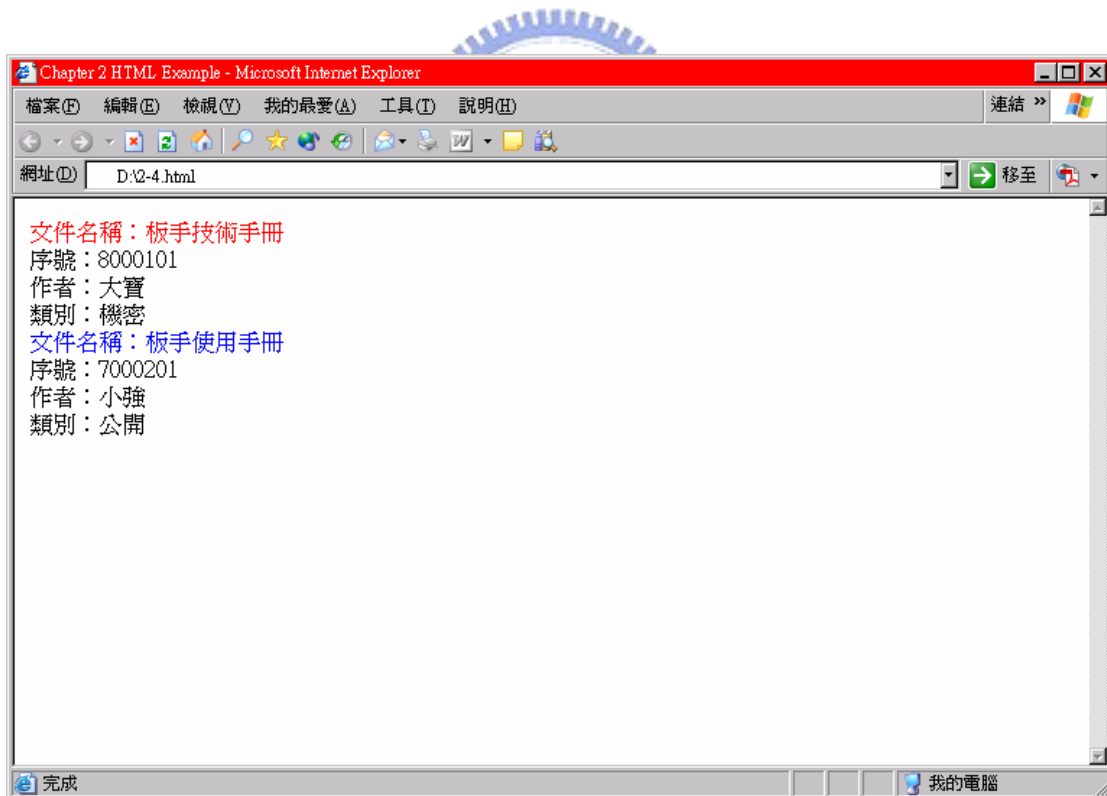 Chapter 2 HTML Example - Microsoft Internet Explorer
檔案(F) 編輯(E) 檢視(V) 我的最愛(A) 工具(T) 說明(H) 連結 »
網址(D) D:\2-4.html 移至
文件名稱：板手技術手冊
序號：8000101
作者：大寶
類別：機密
文件名稱：板手使用手冊
序號：7000201
作者：小強
類別：公開
完成 我的電腦